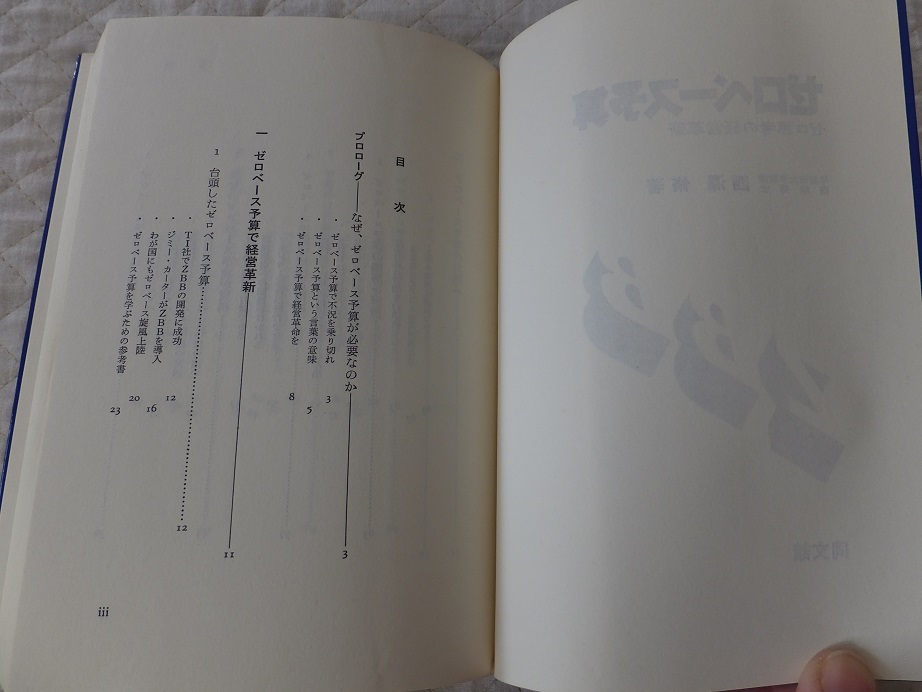 ゼロベース予算
目 次
プロローグ——なぜ、ゼロベース予算が必要なのか——3
・ゼロベース予算で不況を乗り切れ 3
・ゼロベース予算という言葉の意味 5
・ゼロベース予算で経営革命を 8
一 ゼロベース予算で経営革新——11
1 台頭したゼロベース予算……12
・TI社でZBBの開発に成功 12
・ジミー・カーターがZBBを導入 16
・わが国にもゼロベース旋風上陸 20
・ゼロベース予算を学ぶための参考書 23
iii